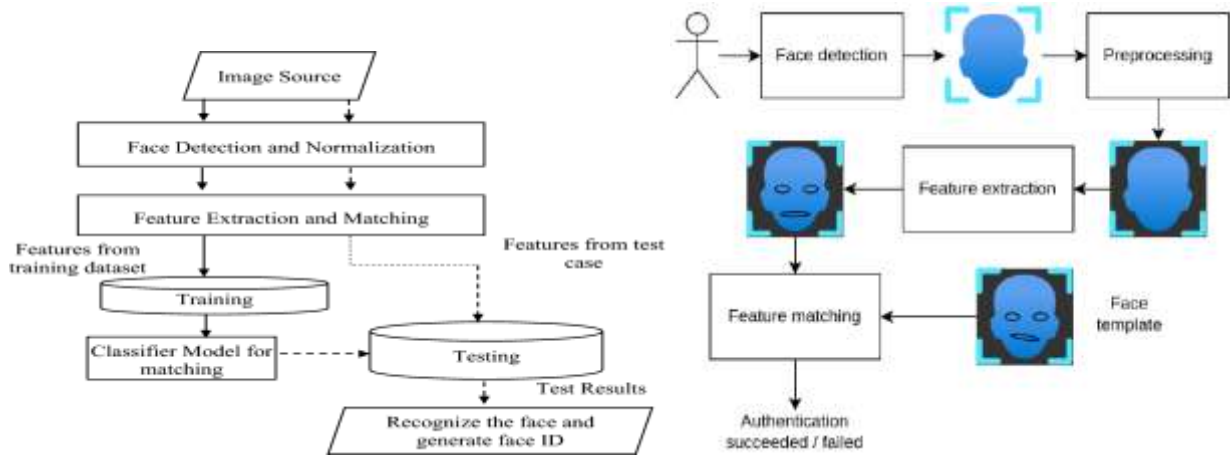 Image Source
Face Detection and Normalization
Feature Extraction and Matching
Features from
training dataset
Features from test
case
Training
Classifier Model for
matching
Testing
Test Results
Recognize the face and
generate face ID
Face detection
Preprocessing
Feature extraction
Feature matching
Face
template
Authentication
succeeded / failed